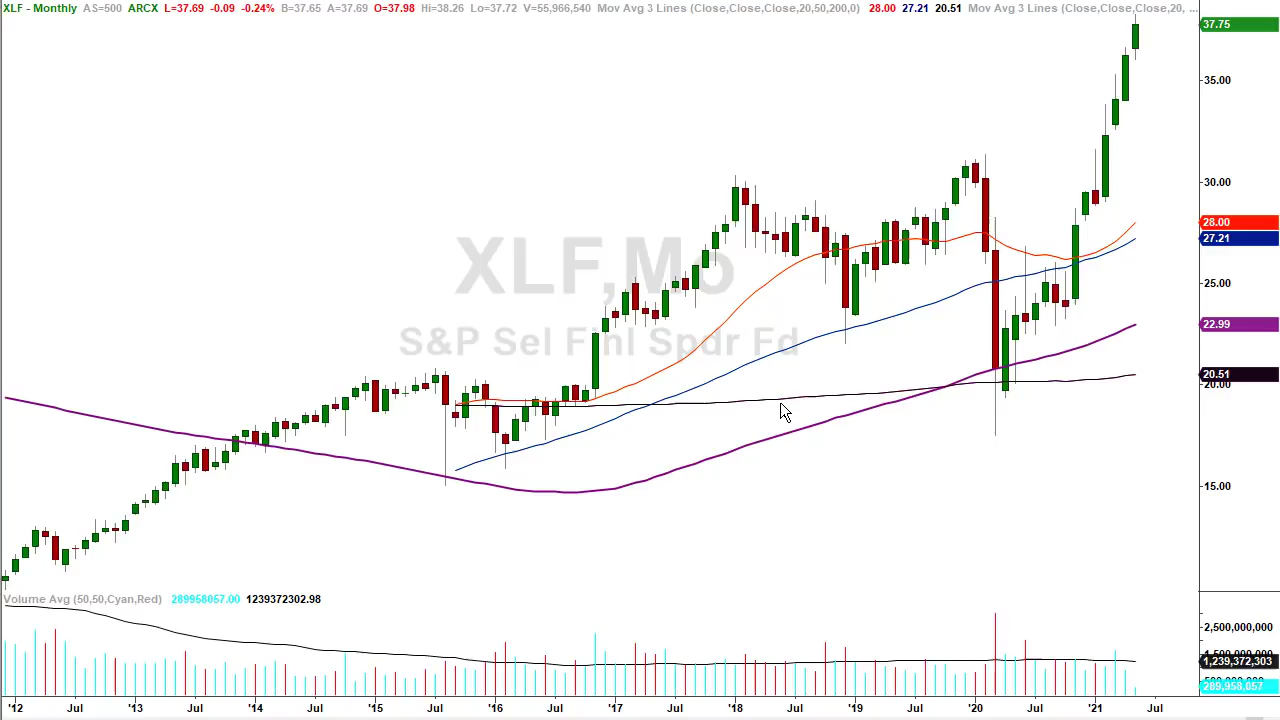 XLF - Monthly AS=500 ARCX L=37.69 -0.09 -0.24% B=37.65 A=37.69 O=37.98 Hi=38.26 Lo=37.72 V=55,966,540 Mov Avg 3 Lines (Close,Close,Close,20,50,200,0) 28.00 27.21 20.51 Mov Avg 3 Lines (Close,Close,Close,20, ...
37.75
35.00
30.00
28.00
27.21
XLF,Mo
25.00
22.99
S&P Sel Finl Spdr Fd
20.51
20.00
15.00
Volume Avg (50,50,Cyan,Red) 289958057.00 1239372302.98
2,500,000,000
1,239,372,303
289,958,057
'12 Jul '13 Jul '14 Jul '15 Jul '16 Jul '17 Jul '18 Jul '19 Jul '20 Jul '21 Jul